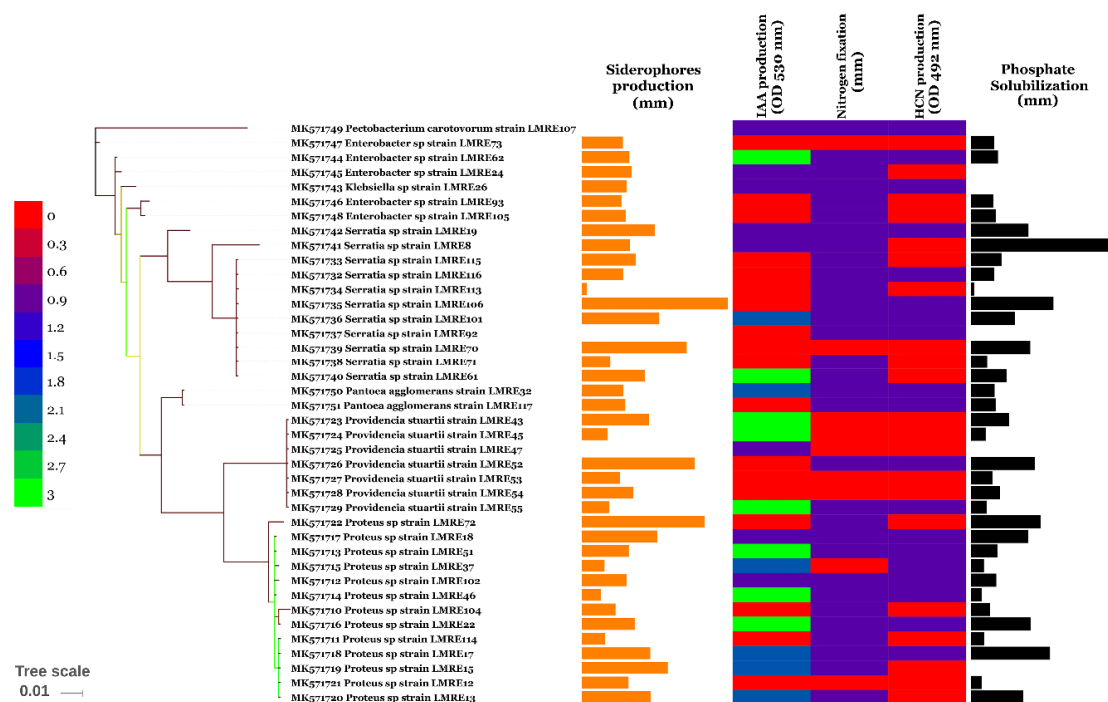 Siderophores
production
(mm)
IAA production
(OD 530 nm)
Nitrogen fixation
(mm)
HCN production
(OD 492 nm)
Phosphate
Solubilization
(mm)
MK571749 Pectobacterium carotovorum strain LMRE107
MK571747 Enterobacter sp strain LMRE73
MK571744 Enterobacter sp strain LMRE62
MK571745 Enterobacter sp strain LMRE24
MK571743 Klebsiella sp strain LMRE26
MK571746 Enterobacter sp strain LMRE93
MK571748 Enterobacter sp strain LMRE105
MK571742 Serratia sp strain LMRE19
MK571741 Serratia sp strain LMRE8
MK571733 Serratia sp strain LMRE115
MK571732 Serratia sp strain LMRE116
MK571734 Serratia sp strain LMRE113
MK571735 Serratia sp strain LMRE106
MK571736 Serratia sp strain LMRE101
MK571737 Serratia sp strain LMRE92
MK571739 Serratia sp strain LMRE70
MK571738 Serratia sp strain LMRE71
MK571740 Serratia sp strain LMRE61
MK571750 Pantoea agglomerans strain LMRE32
MK571751 Pantoea agglomerans strain LMRE117
MK571723 Providencia stuartii strain LMRE43
MK571724 Providencia stuartii strain LMRE45
MK571725 Providencia stuartii strain LMRE47
MK571726 Providencia stuartii strain LMRE52
MK571727 Providencia stuartii strain LMRE53
MK571728 Providencia stuartii strain LMRE54
MK571729 Providencia stuartii strain LMRE55
MK571722 Proteus sp strain LMRE72
MK571717 Proteus sp strain LMRE18
MK571713 Proteus sp strain LMRE51
MK571715 Proteus sp strain LMRE37
MK571712 Proteus sp strain LMRE102
MK571714 Proteus sp strain LMRE46
MK571710 Proteus sp strain LMRE104
MK571716 Proteus sp strain LMRE22
MK571711 Proteus sp strain LMRE114
MK571718 Proteus sp strain LMRE17
MK571719 Proteus sp strain LMRE15
MK571721 Proteus sp strain LMRE12
MK571720 Proteus sp strain LMRE13
0
0.3
0.6
0.9
1.2
1.5
1.8
2.1
2.4
2.7
3
Tree scale
0.01